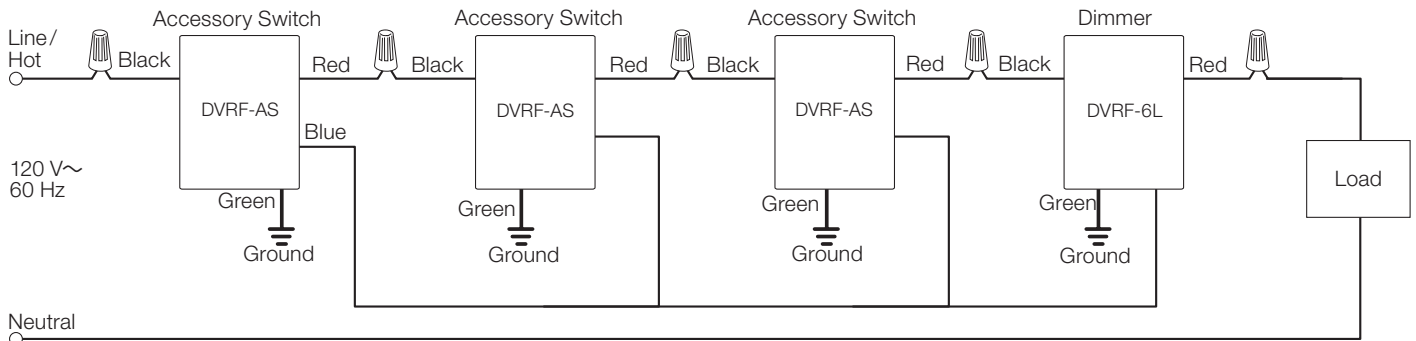 Accessory Switch
Accessory Switch
Accessory Switch
Dimmer
Line/
Hot
Black
Red
Black
Red
Black
Red
Black
Red
DVRF-AS
DVRF-AS
DVRF-AS
DVRF-6L
Blue
120 V~
60 Hz
Load
Green
Green
Green
Green
Ground
Ground
Ground
Ground
Neutral